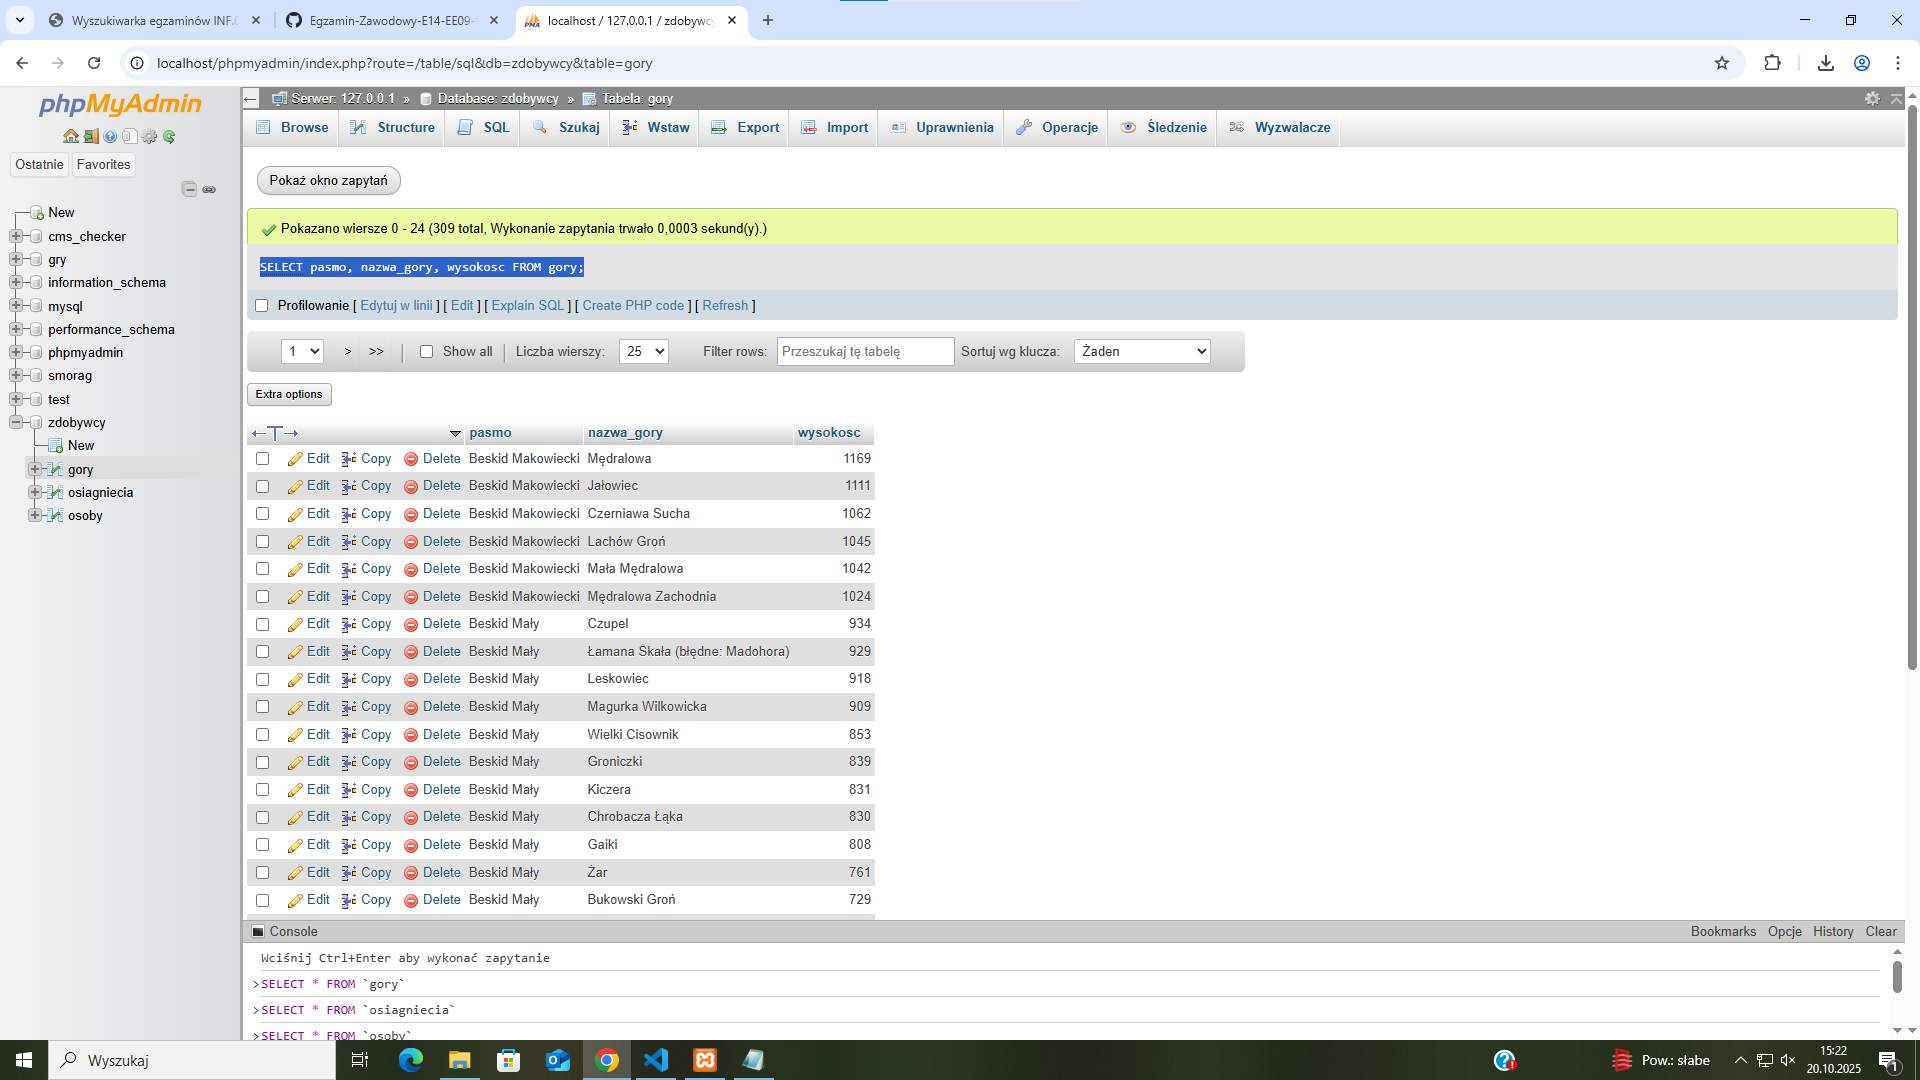 Wyszukiwarka egzaminów INF.0
Egzamin-Zawodowy-E14-EE09-
localhost / 127.0.0.1 / zdobywcy
localhost/phpmyadmin/index.php?route=/table/sql&db=zdobywcy&table=gory
phpMyAdmin
Ostatnie
Favorites
New
cms_checker
gry
information_schema
mysql
performance_schema
phpmyadmin
smorag
test
zdobywcy
New
gory
osiagniecia
osoby
Serwer: 127.0.0.1 » Database: zdobywcy » Tabela: gory
Browse Structure SQL Szukaj Wstaw Export Import Uprawnienia Operacje Śledzenie Wyzwalacze
Pokaż okno zapytań
Pokazano wiersze 0 - 24 (309 total, Wykonanie zapytania trwało 0,0003 sekund(y).)
SELECT pasmo, nazwa_gory, wysokosc FROM gory;
Profilowanie [ Edytuj w linii ] [ Edit ] [ Explain SQL ] [ Create PHP code ] [ Refresh ]
1 > >> | Show all | Liczba wierszy: 25 Filter rows: Przeszukaj tę tabelę Sortuj wg klucza: Żaden
Extra options
←T→ pasmo nazwa_gory wysokosc
Edit Copy Delete Beskid Makowiecki Mędralowa 1169
Edit Copy Delete Beskid Makowiecki Jałowiec 1111
Edit Copy Delete Beskid Makowiecki Czerniawa Sucha 1062
Edit Copy Delete Beskid Makowiecki Lachów Groń 1045
Edit Copy Delete Beskid Makowiecki Mała Mędralowa 1042
Edit Copy Delete Beskid Makowiecki Mędralowa Zachodnia 1024
Edit Copy Delete Beskid Mały Czupel 934
Edit Copy Delete Beskid Mały Łamana Skała (błędne: Madohora) 929
Edit Copy Delete Beskid Mały Leskowiec 918
Edit Copy Delete Beskid Mały Magurka Wilkowicka 909
Edit Copy Delete Beskid Mały Wielki Cisownik 853
Edit Copy Delete Beskid Mały Groniczki 839
Edit Copy Delete Beskid Mały Kiczera 831
Edit Copy Delete Beskid Mały Chrobacza Łąka 830
Edit Copy Delete Beskid Mały Gaiki 808
Edit Copy Delete Beskid Mały Żar 761
Edit Copy Delete Beskid Mały Bukowski Groń 729
Console Bookmarks Opcje History Clear
Wciśnij Ctrl+Enter aby wykonać zapytanie
>SELECT * FROM `gory`
>SELECT * FROM `osiagniecia`
>SELECT * FROM `osoby`
Wyszukaj
Pow.: słabe
15:22
20.10.2025
1